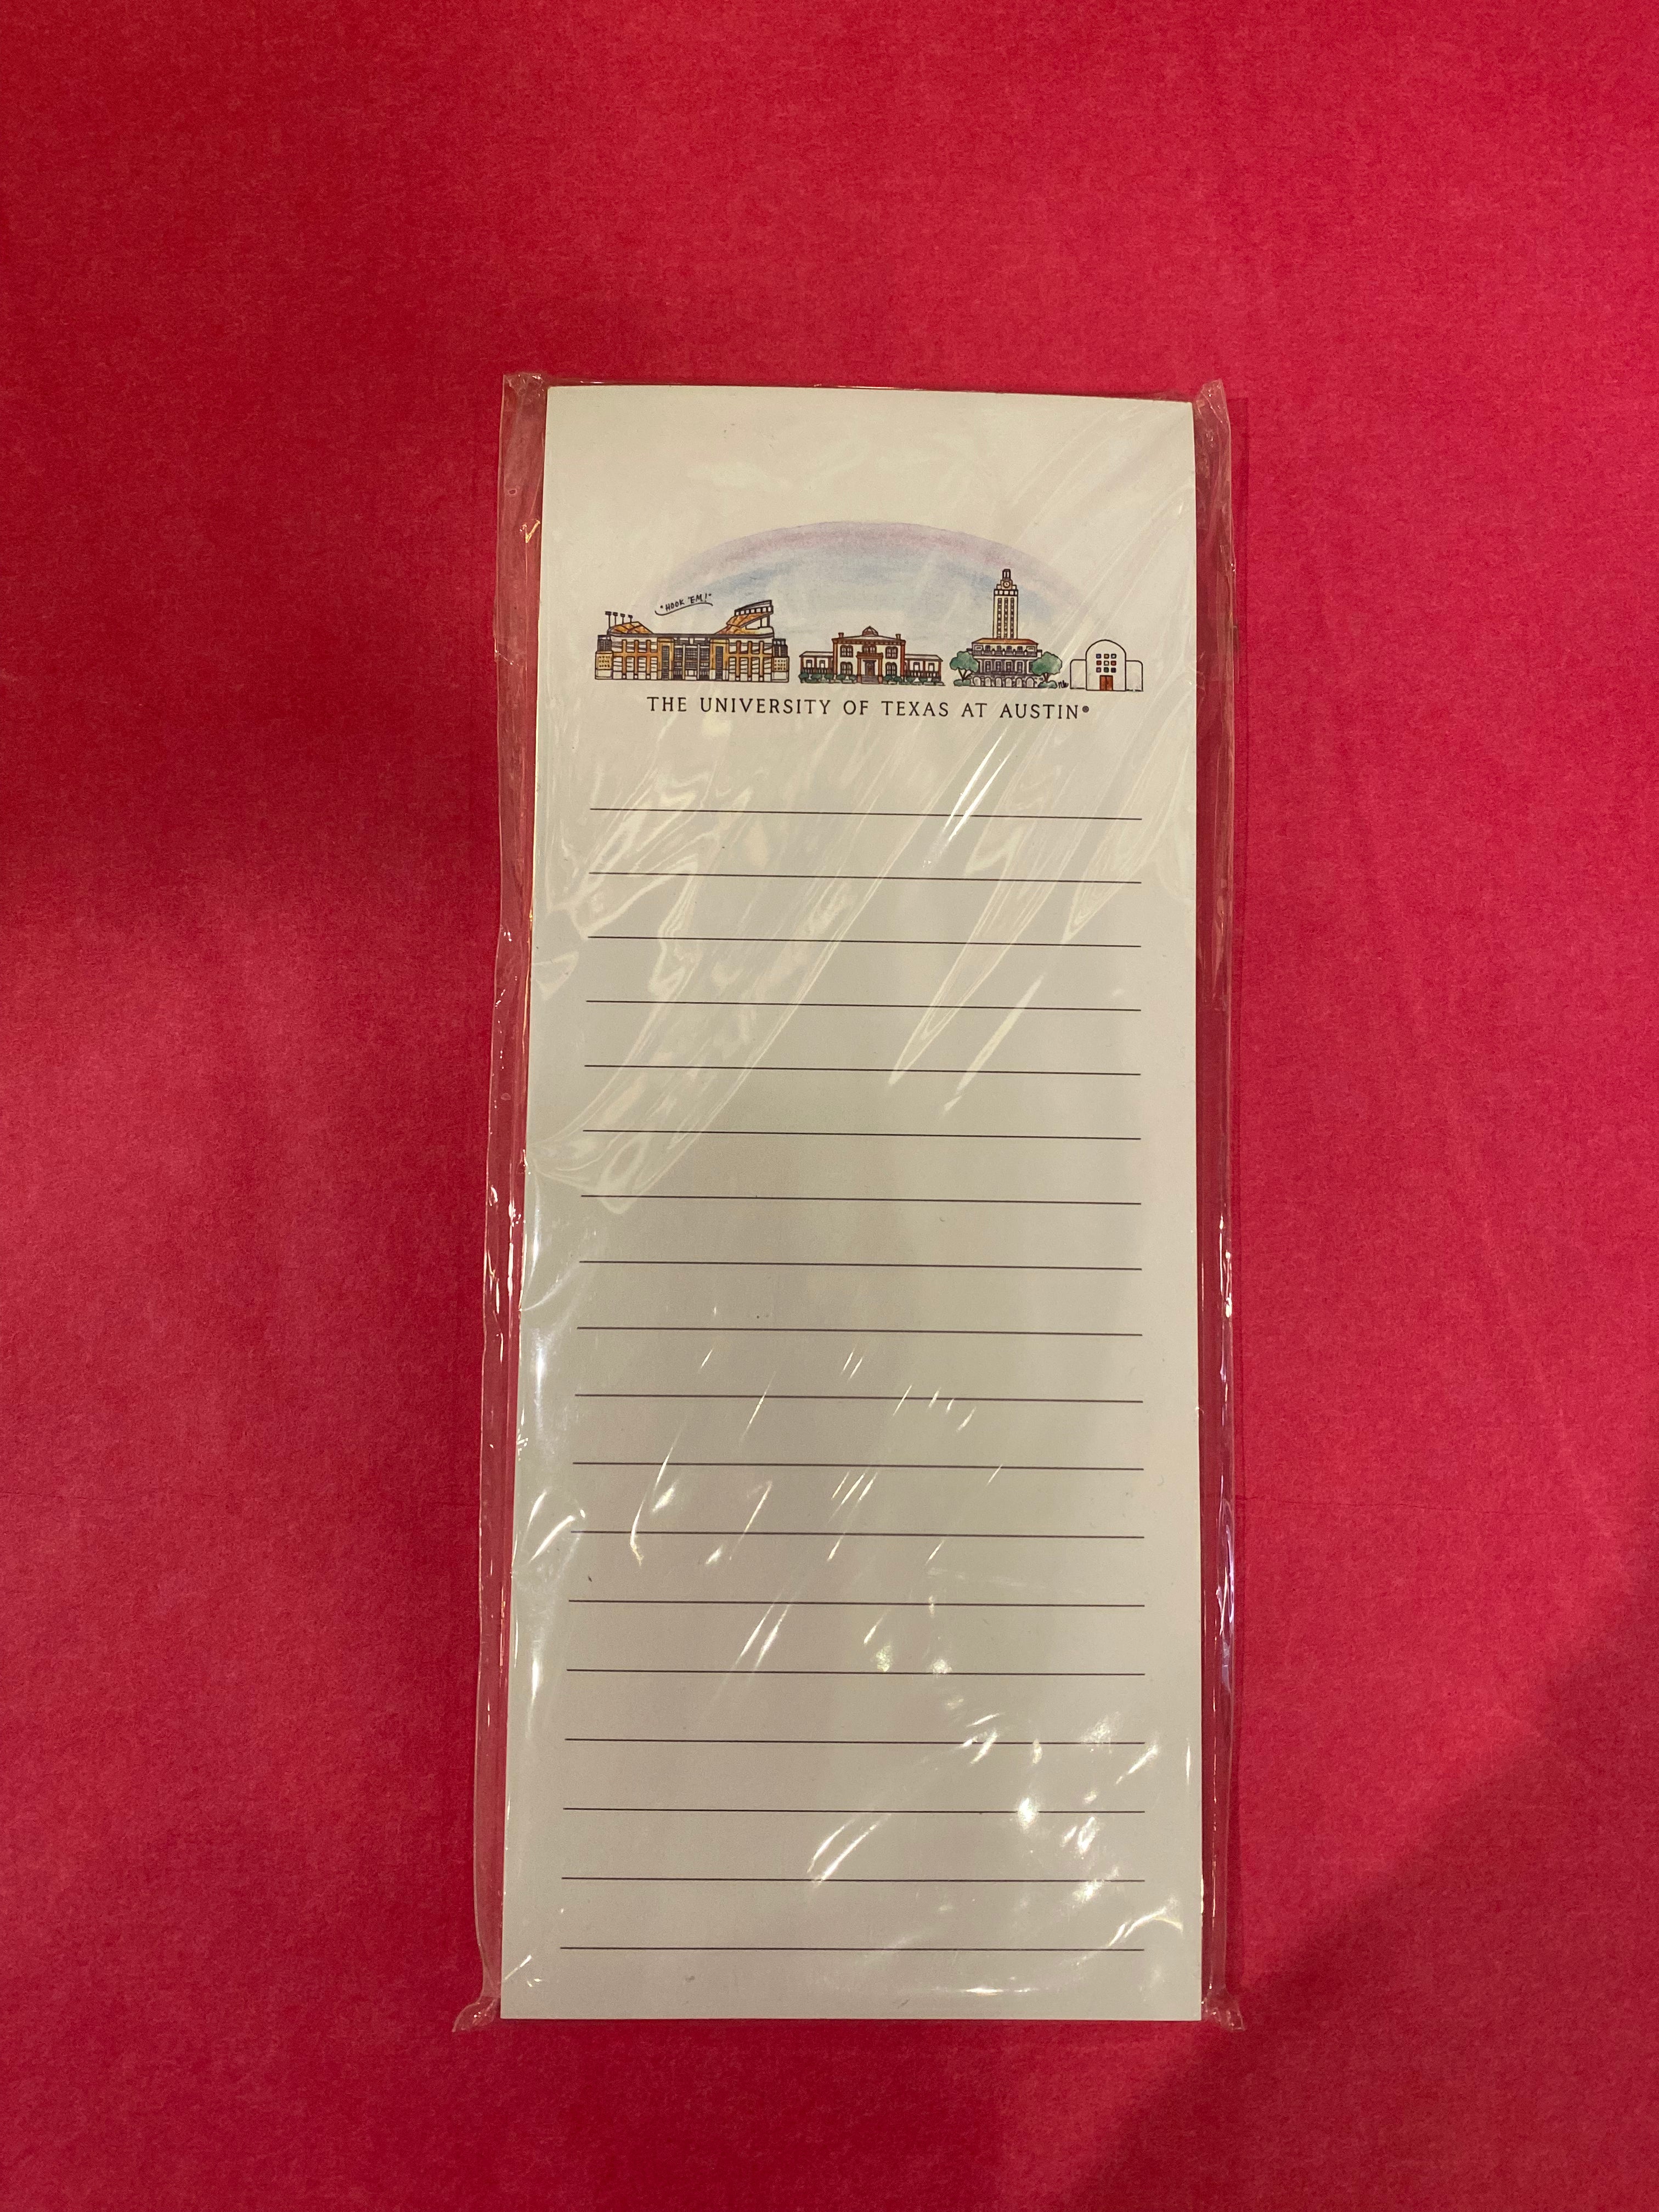 "HOOK 'EM!"
THE UNIVERSITY OF TEXAS AT AUSTIN®